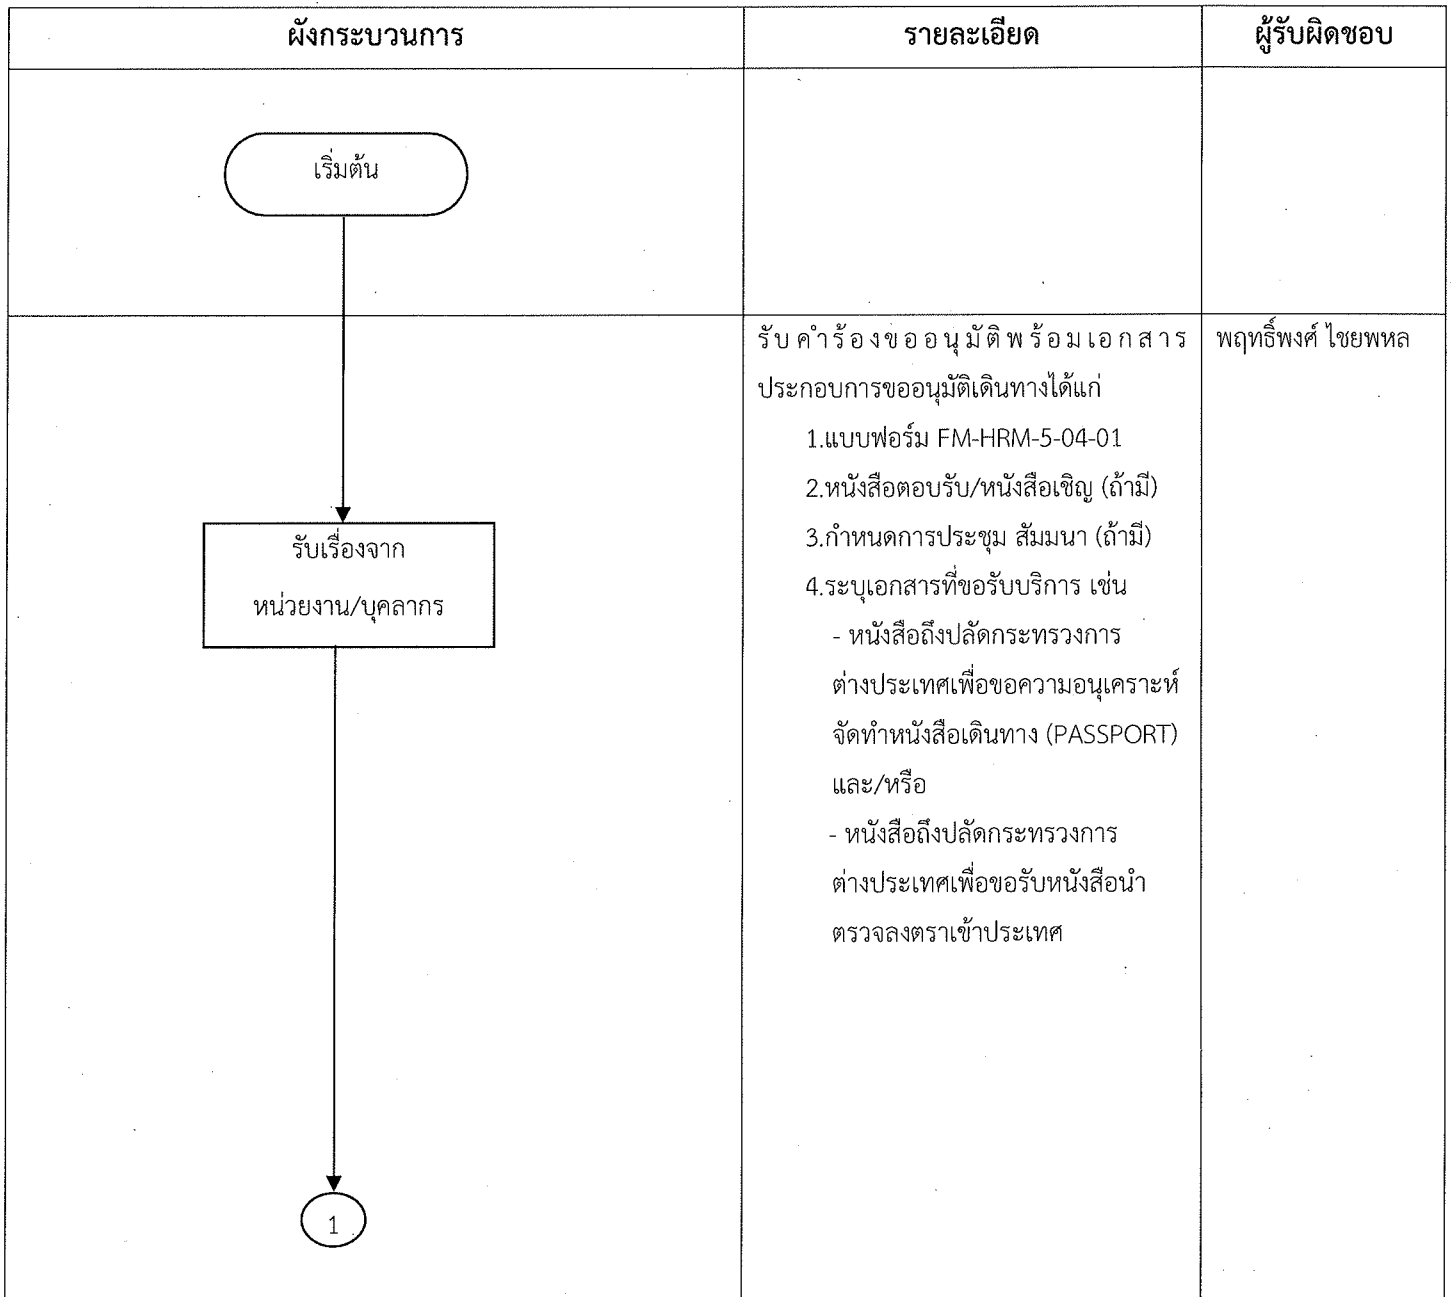 ผังกระบวนการ
รายละเอียด
ผู้รับผิดชอบ
เริ่มต้น
รับเรื่องจาก
หน่วยงาน/บุคลากร
1
รับคำร้องขออนุมัติพร้อมเอกสาร
ประกอบการขออนุมัติเดินทางได้แก่
1.แบบฟอร์ม FM-HRM-5-04-01
2.หนังสือตอบรับ/หนังสือเชิญ (ถ้ามี)
3.กำหนดการประชุม สัมมนา (ถ้ามี)
4.ระบุเอกสารที่ขอรับบริการ เช่น
- หนังสือถึงปลัดกระทรวงการ
ต่างประเทศเพื่อขอความอนุเคราะห์
จัดทำหนังสือเดินทาง (PASSPORT)
และ/หรือ
- หนังสือถึงปลัดกระทรวงการ
ต่างประเทศเพื่อขอรับหนังสือนำ
ตรวจลงตราเข้าประเทศ
พฤทธิ์พงศ์ ไชยพหล